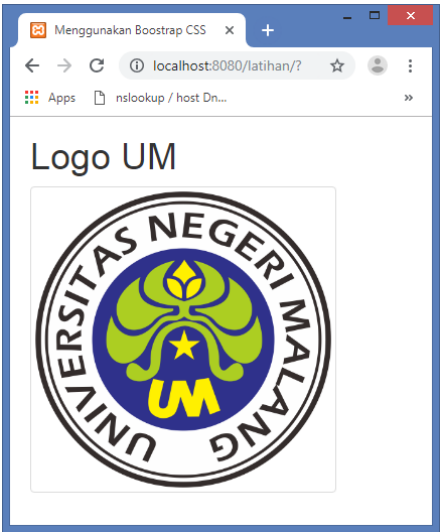 Menggunakan Boostrap CSS
localhost:8080/latihan/?
Apps nslookup / host Dn...
Logo UM
UNIVERSITAS NEGERI MALANG
UM